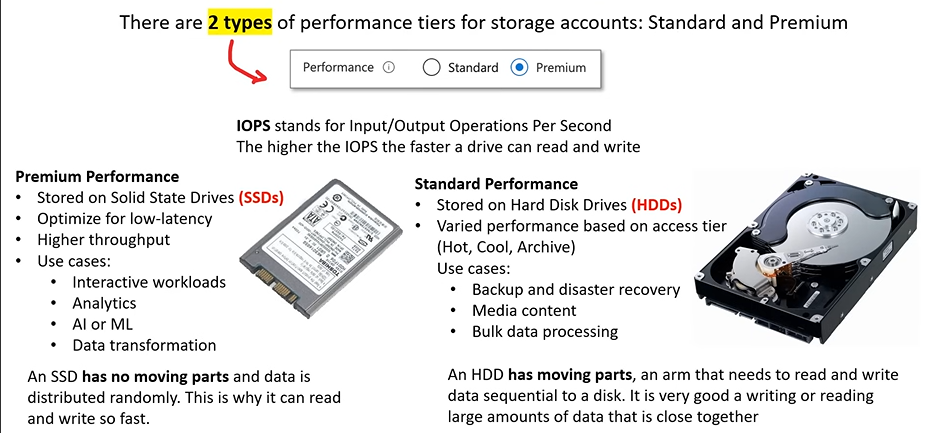 There are 2 types of performance tiers for storage accounts: Standard and Premium
Performance Standard Premium
IOPS stands for Input/Output Operations Per Second
The higher the IOPS the faster a drive can read and write
Premium Performance
• Stored on Solid State Drives (SSDs)
• Optimize for low-latency
• Higher throughput
• Use cases:
• Interactive workloads
• Analytics
• AI or ML
• Data transformation
An SSD has no moving parts and data is
distributed randomly. This is why it can read
and write so fast.
Standard Performance
• Stored on Hard Disk Drives (HDDs)
• Varied performance based on access tier
(Hot, Cool, Archive)
Use cases:
• Backup and disaster recovery
• Media content
• Bulk data processing
An HDD has moving parts, an arm that needs to read and write
data sequential to a disk. It is very good a writing or reading
large amounts of data that is close together